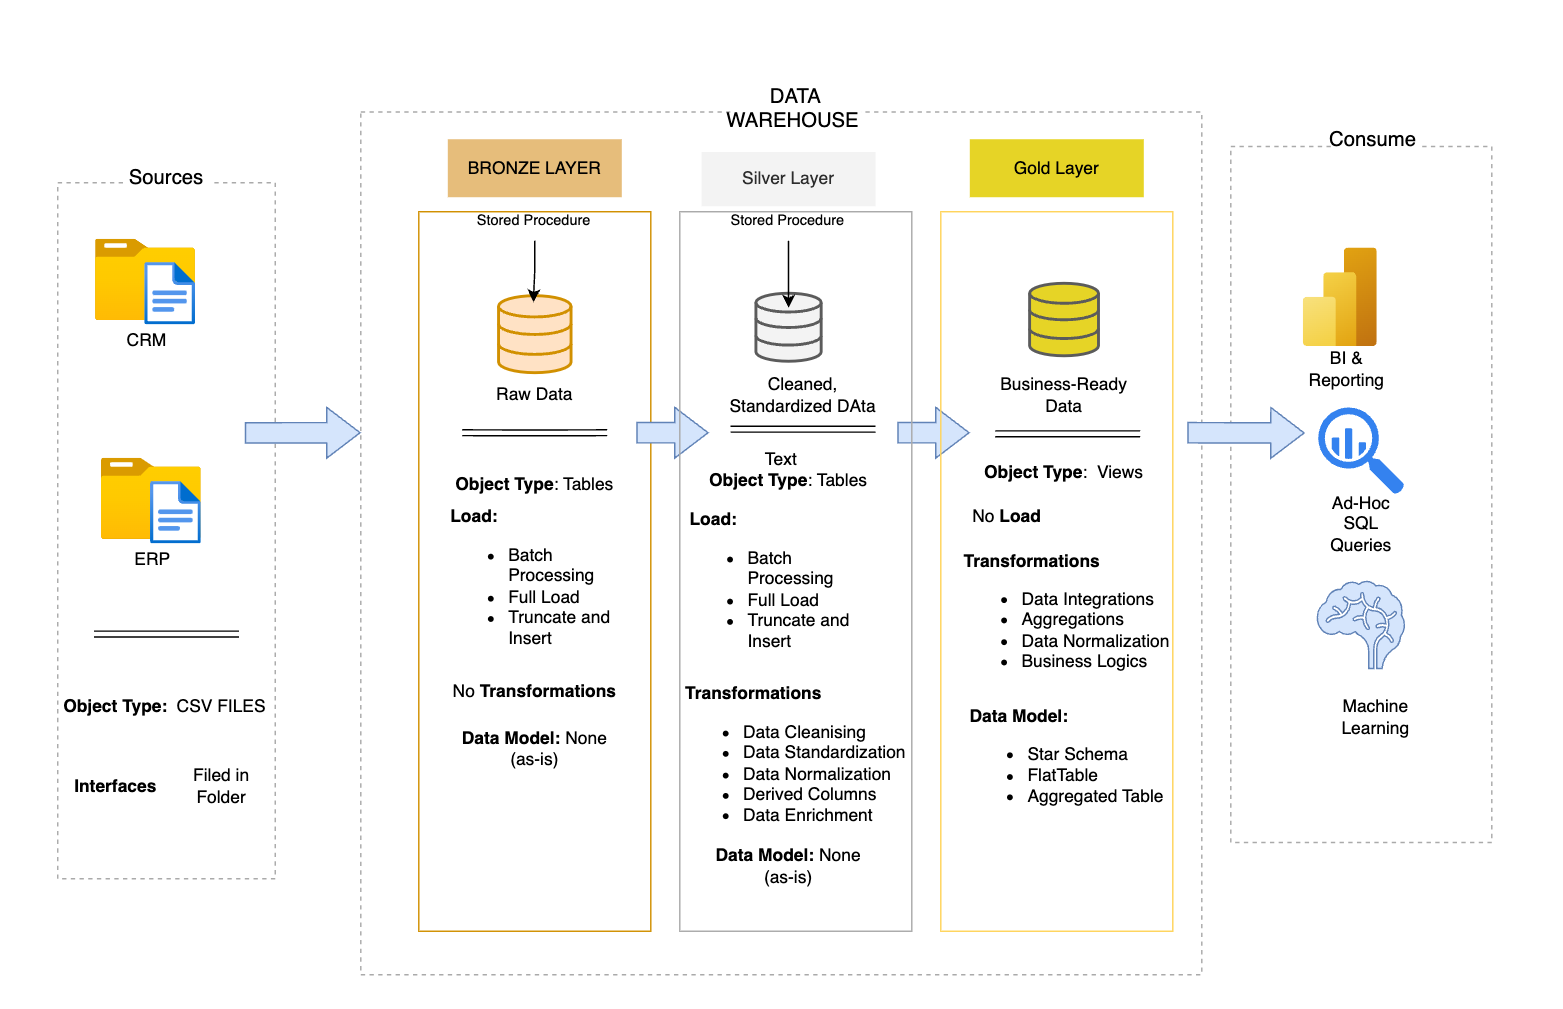 DATA
WAREHOUSE
Sources
CRM
ERP
Object Type: CSV FILES
Interfaces
Filed in
Folder
BRONZE LAYER
Stored Procedure
Raw Data
Object Type: Tables
Load:
• Batch
Processing
• Full Load
• Truncate and
Insert
No Transformations
Data Model: None
(as-is)
Silver Layer
Stored Procedure
Cleaned,
Standardized DAta
Text
Object Type: Tables
Load:
• Batch
Processing
• Full Load
• Truncate and
Insert
Transformations
• Data Cleanising
• Data Standardization
• Data Normalization
• Derived Columns
• Data Enrichment
Data Model: None
(as-is)
Gold Layer
Business-Ready
Data
Object Type: Views
No Load
Transformations
• Data Integrations
• Aggregations
• Data Normalization
• Business Logics
Data Model:
• Star Schema
• FlatTable
• Aggregated Table
Consume
BI &
Reporting
Ad-Hoc
SQL
Queries
Machine
Learning